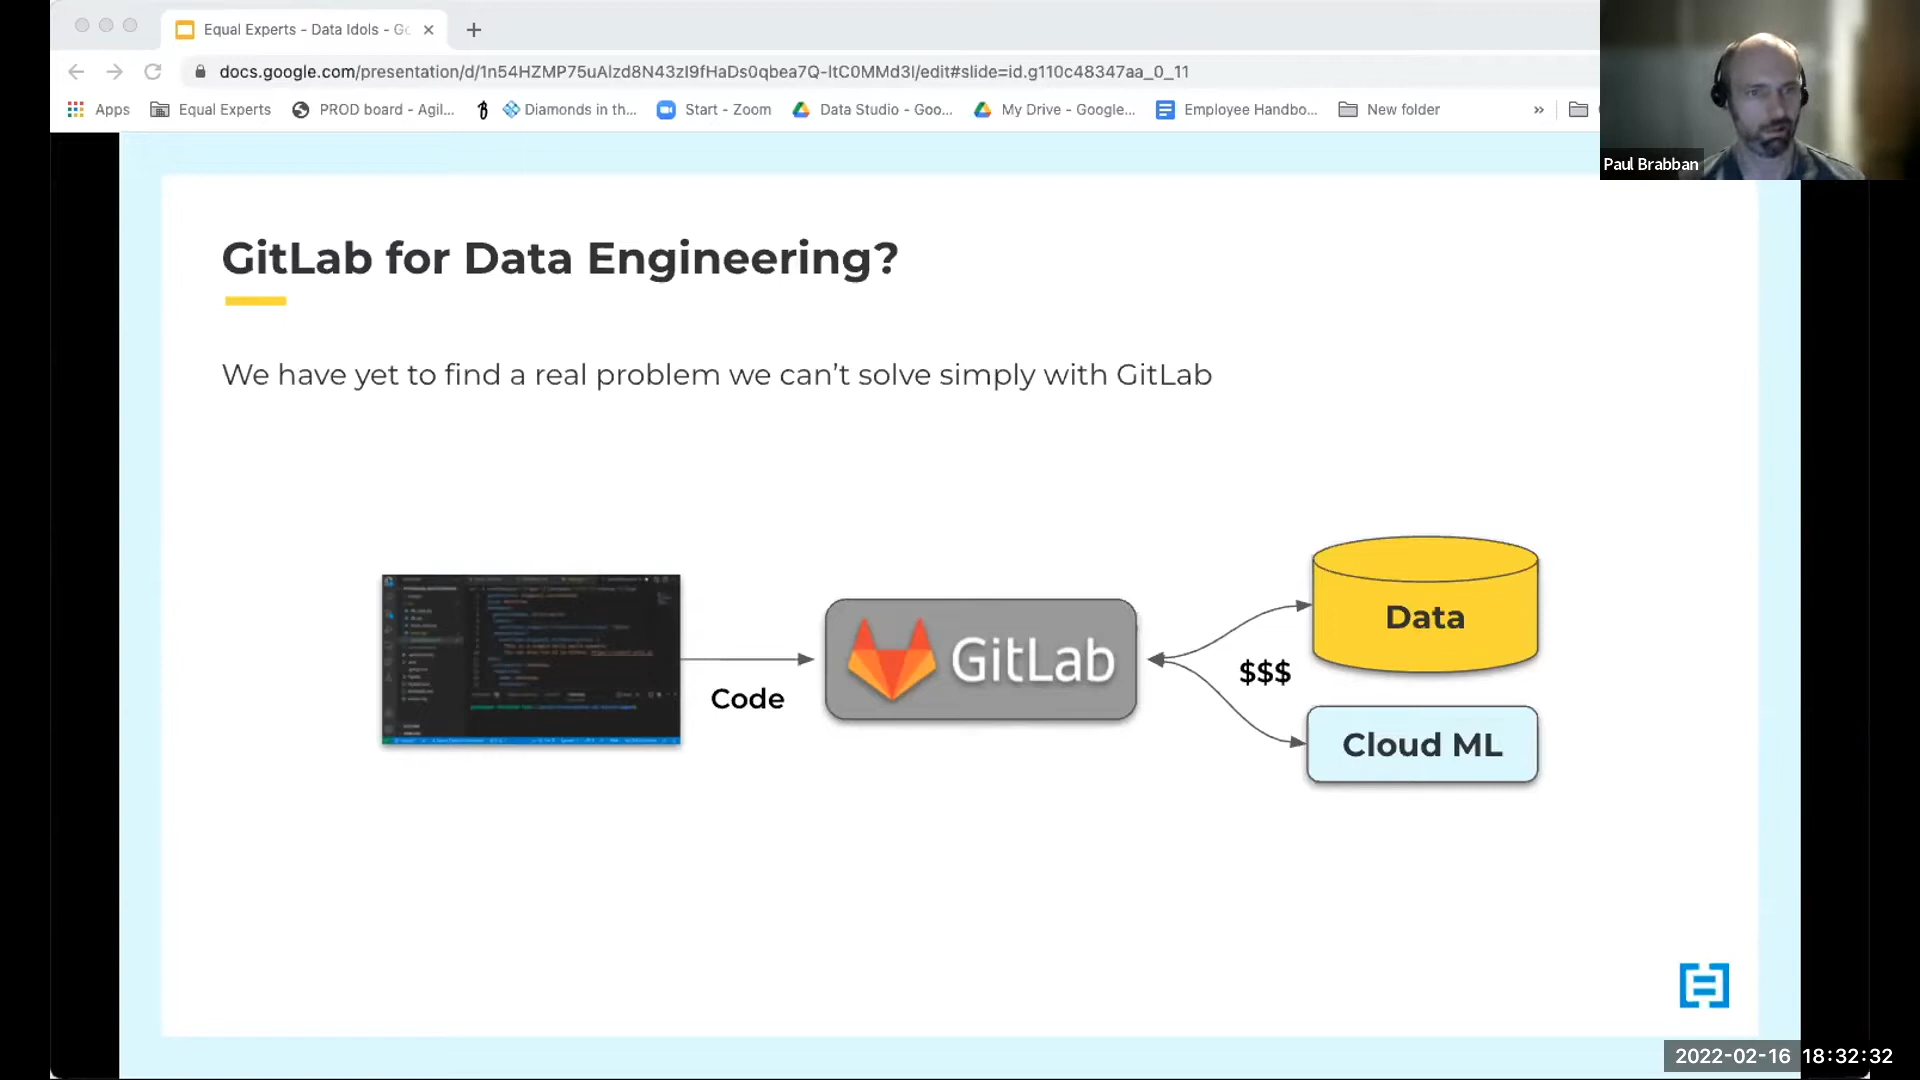 Equal Experts - Data Idols - Go
docs.google.com/presentation/d/1n54HZMP75uAlzd8N43zI9fHaDs0qbea7Q-ItC0MMd3I/edit#slide=id.g110c48347aa_0_11
Apps Equal Experts PROD board - Agil... Diamonds in th... Start - Zoom Data Studio - Goo... My Drive - Google... Employee Handbo... New folder »
Paul Brabban
GitLab for Data Engineering?
We have yet to find a real problem we can’t solve simply with GitLab
Code
GitLab
$$$
Data
Cloud ML
2022-02-16 18:32:32